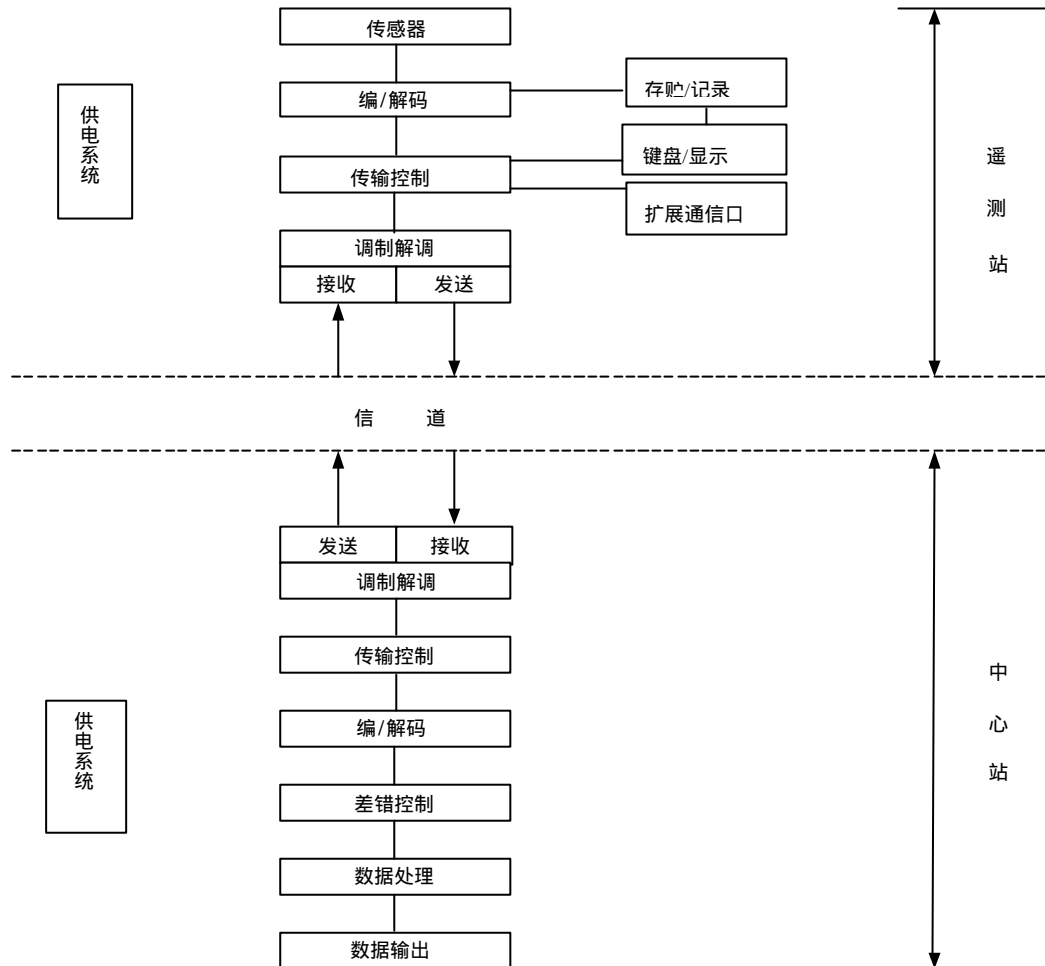 传感器
编/解码
存贮/记录
供电系统
键盘/显示
传输控制
扩展通信口
调制解调
接收
发送
遥测站
信 道
发送
接收
调制解调
传输控制
编/解码
供电系统
差错控制
数据处理
数据输出
中心站